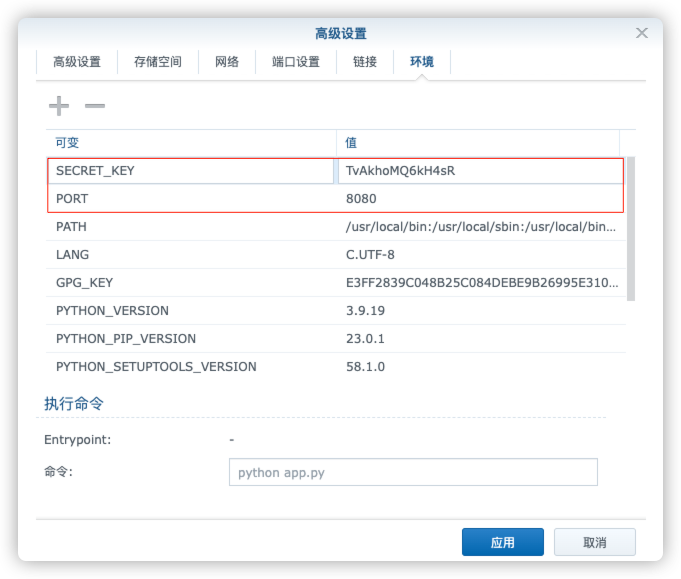 高级设置
高级设置 存储空间 网络 端口设置 链接 环境
可变 值
SECRET_KEY TvAkhoMQ6kH4sR
PORT 8080
PATH /usr/local/bin:/usr/local/sbin:/usr/local/bin...
LANG C.UTF-8
GPG_KEY E3FF2839C048B25C084DEBE9B26995E310...
PYTHON_VERSION 3.9.19
PYTHON_PIP_VERSION 23.0.1
PYTHON_SETUPTOOLS_VERSION 58.1.0
执行命令
Entrypoint: -
命令: python app.py
应用 取消